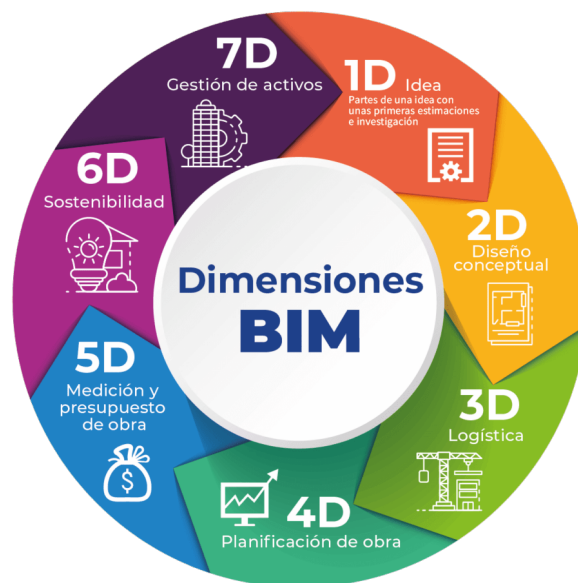 Dimensiones
BIM
1D Idea
Partes de una idea con
unas primeras estimaciones
e investigación
2D
Diseño
conceptual
3D
Logística
4D
Planificación de obra
5D
Medición y
presupuesto
de obra
$
6D
Sostenibilidad
7D
Gestión de activos